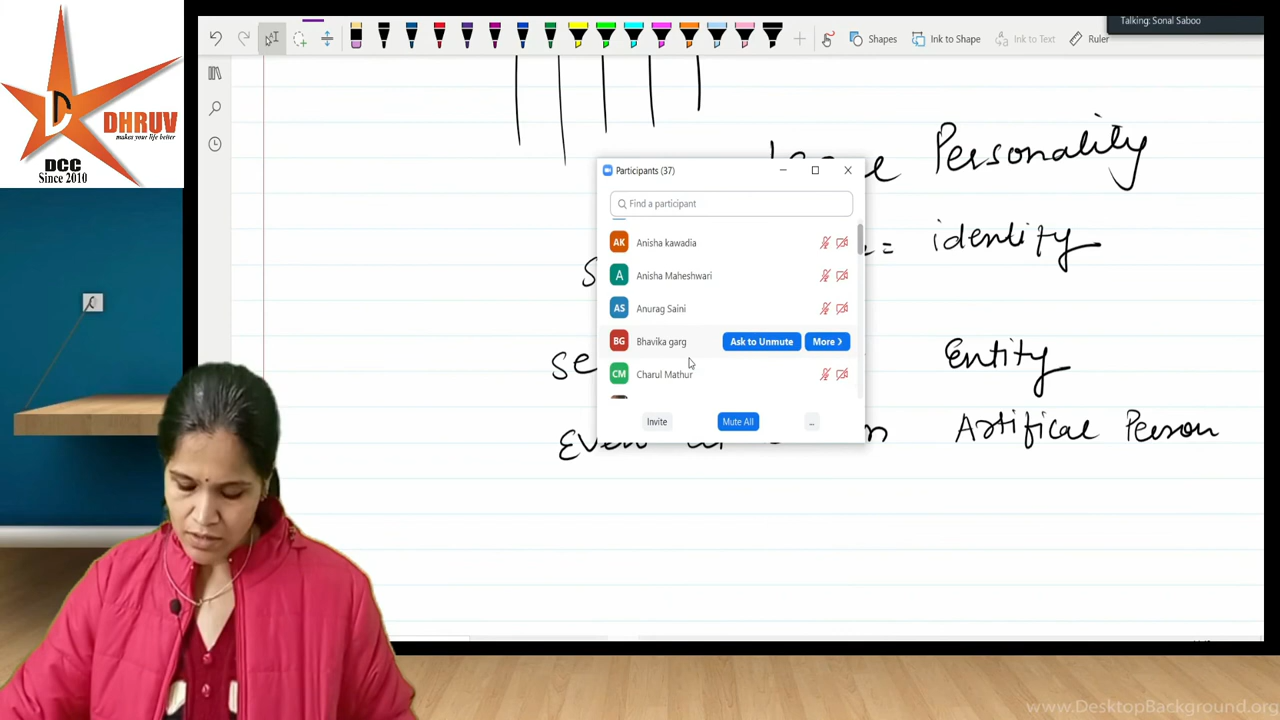 Talking: Sonal Saboo
Shapes
Ink to Shape
Ink to Text
Ruler
D
DHRUV
makes your life better
DCC
Since 2010
Personality
Participants (37)
Find a participant
AK Anisha kawadia
= identity
A Anisha Maheshwari
AS Anurag Saini
BG Bhavika garg Ask to Unmute More >
Se
Entity
CM Charul Mathur
Invite Mute All ...
Artifical Person
www.DesktopBackground.org